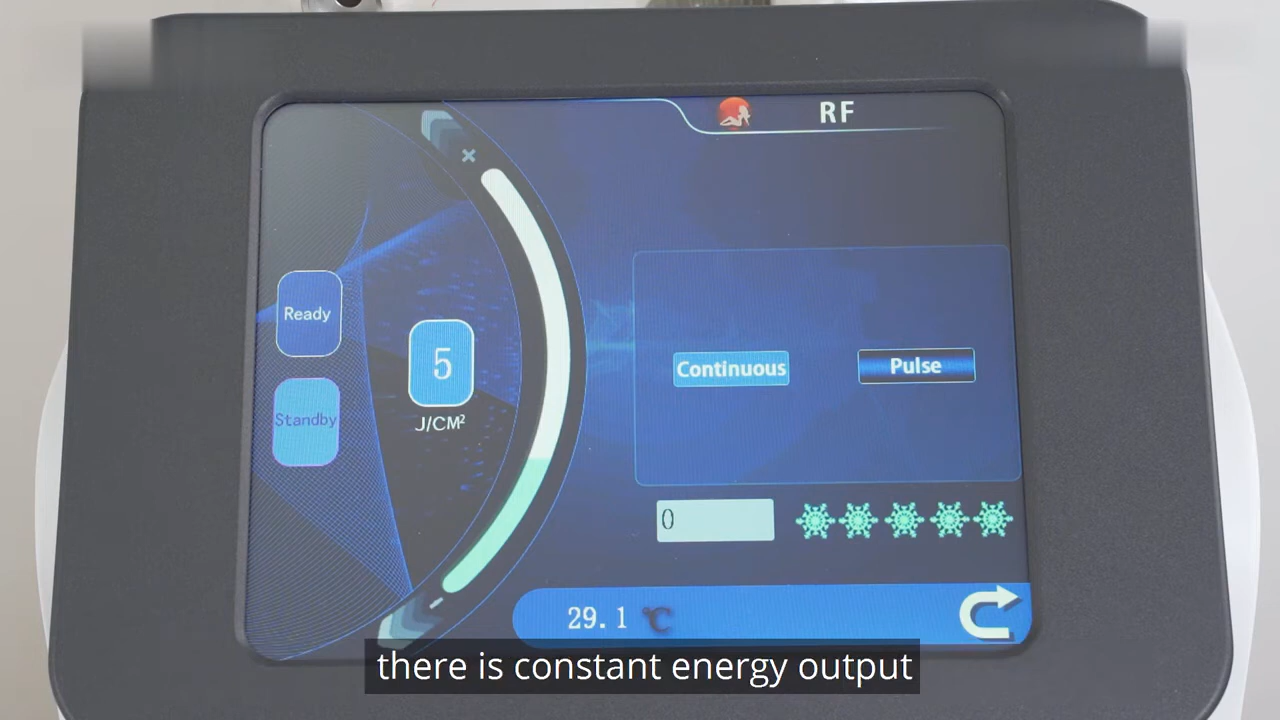 RF
×
Ready
Standby
5
J/CM²
Continuous
Pulse
0
–
29.1 ℃
there is constant energy output